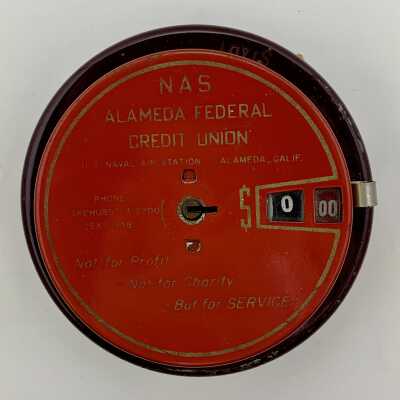 NAS
ALAMEDA FEDERAL
CREDIT UNION
U.S. NAVAL AIR STATION ALAMEDA, CALIF.
PHONE
$ 0 00
Not for Profit
- Not for Charity
- But for SERVICE